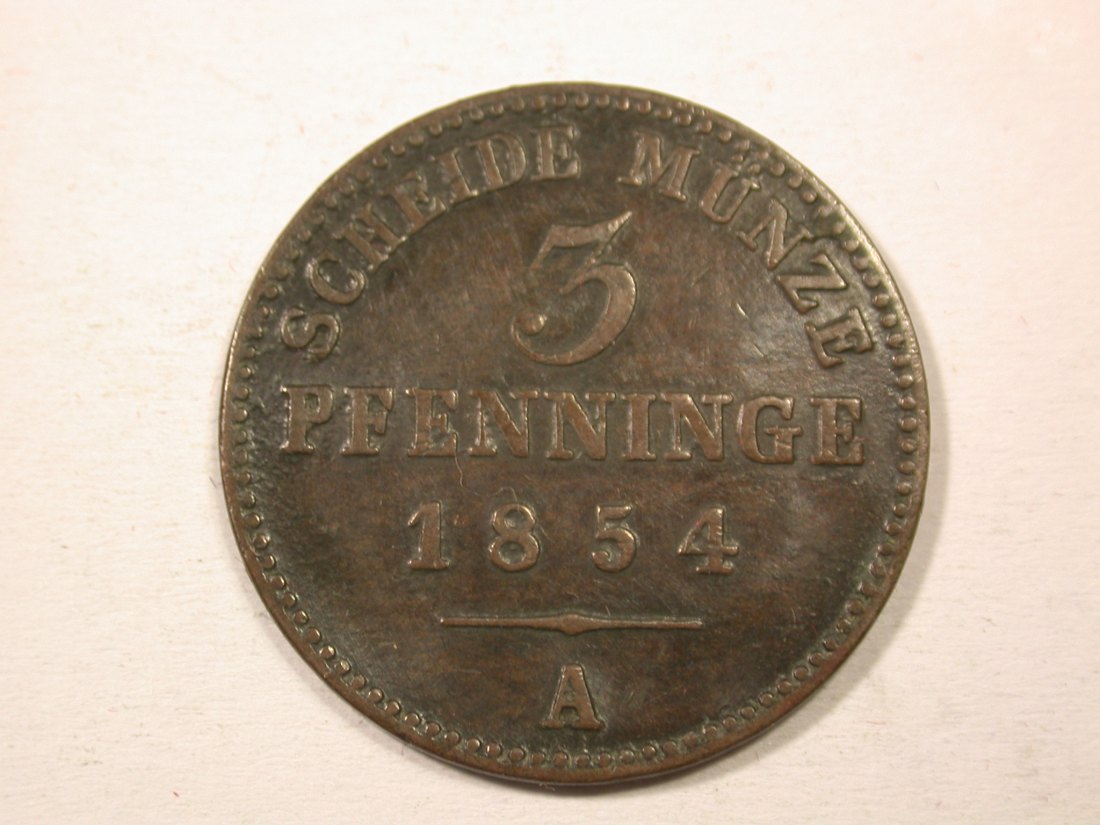 SCHEIDE MÜNZE
3
PFENNINGE
1854
A